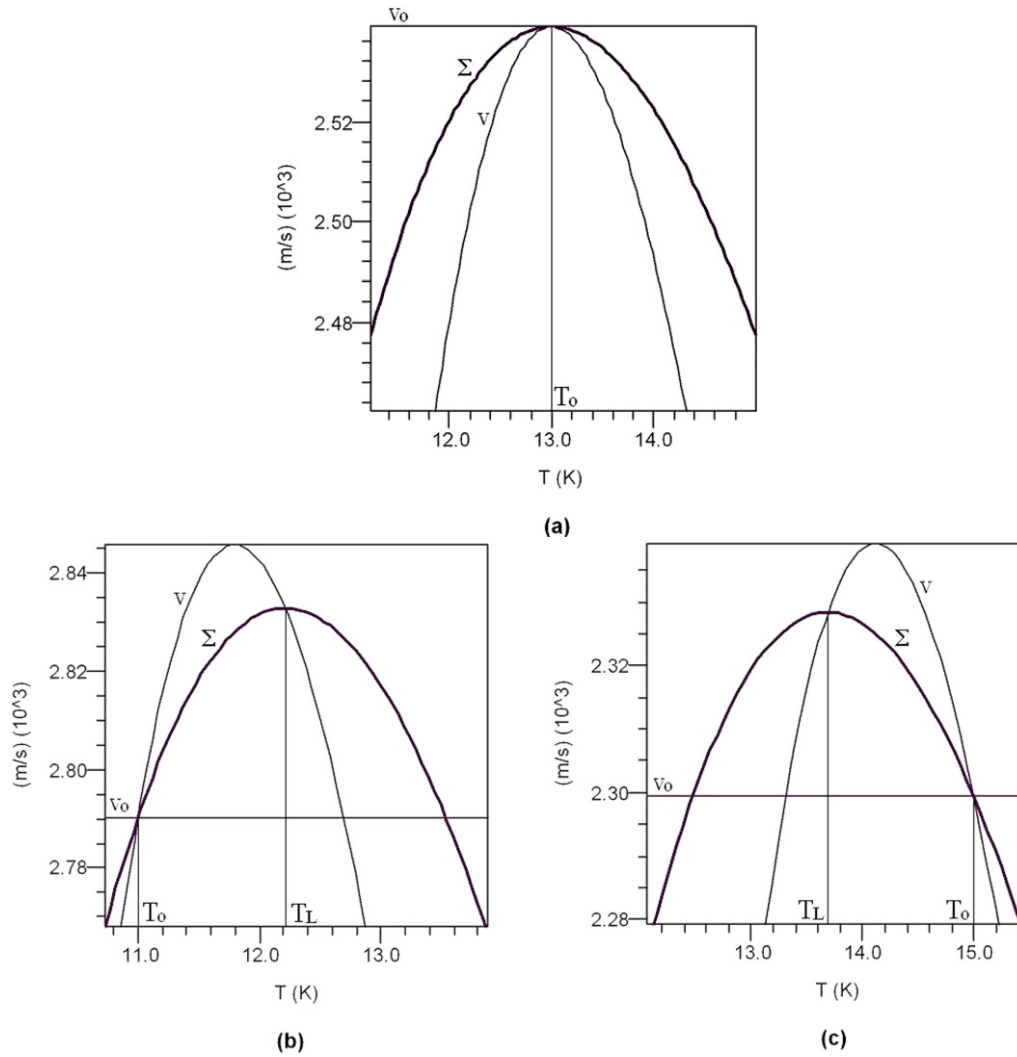 Vo
Σ
V
2.52
2.50
2.48
(m/s) (10^3)
To
12.0 13.0 14.0
T (K)
(a)
2.84
2.82
2.80
2.78
(m/s) (10^3)
V
Σ
Vo
To TL
11.0 12.0 13.0
T (K)
(b)
2.32
2.30
2.28
(m/s) (10^3)
V
Σ
Vo
TL To
13.0 14.0 15.0
T (K)
(c)